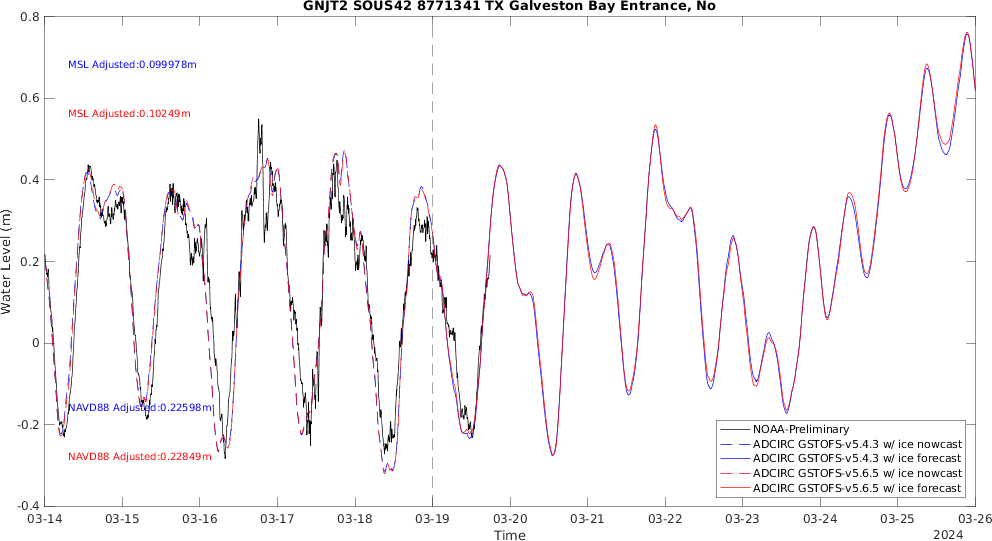 GNJT2 SOUS42 8771341 TX Galveston Bay Entrance, No
0.8
0.6
0.4
0.2
0
-0.2
-0.4
Water Level (m)
MSL Adjusted:0.099978m
MSL Adjusted:0.10249m
NAVD88 Adjusted:0.22598m
NAVD88 Adjusted:0.22849m
NOAA-Preliminary
ADCIRC GSTOFS-v5.4.3 w/ ice nowcast
ADCIRC GSTOFS-v5.4.3 w/ ice forecast
ADCIRC GSTOFS-v5.6.5 w/ ice nowcast
ADCIRC GSTOFS-v5.6.5 w/ ice forecast
03-14 03-15 03-16 03-17 03-18 03-19 03-20 03-21 03-22 03-23 03-24 03-25 03-26
Time
2024